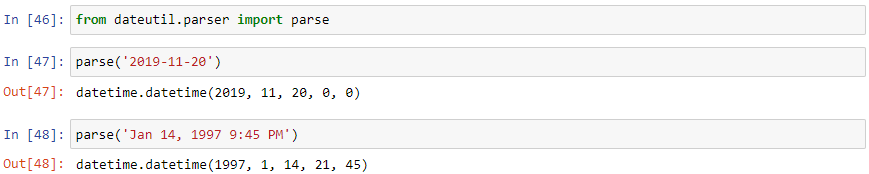 In [46]: from dateutil.parser import parse
In [47]: parse('2019-11-20')
Out[47]: datetime.datetime(2019, 11, 20, 0, 0)
In [48]: parse('Jan 14, 1997 9:45 PM')
Out[48]: datetime.datetime(1997, 1, 14, 21, 45)